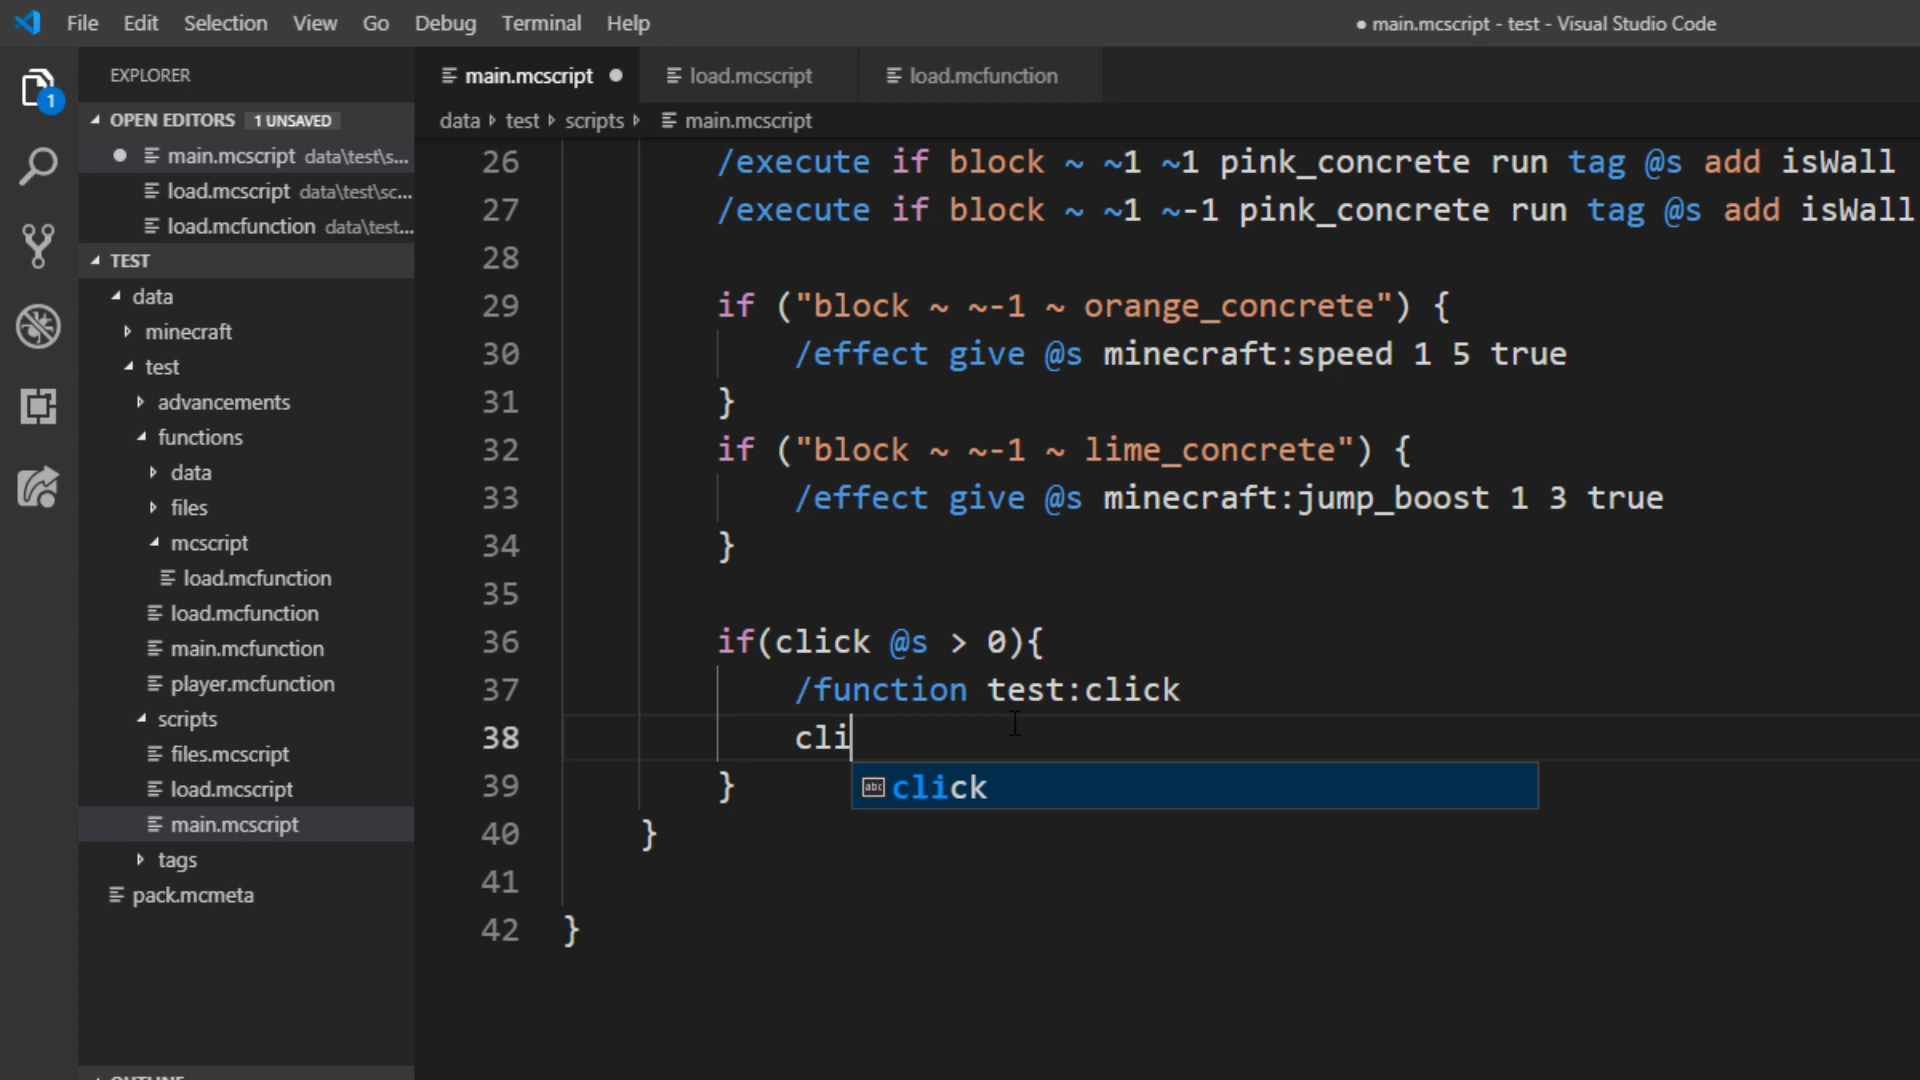 File Edit Selection View Go Debug Terminal Help
● main.mcscript - test - Visual Studio Code
EXPLORER
1
OPEN EDITORS 1 UNSAVED
main.mcscript data\test\s...
load.mcscript data\test\sc...
load.mcfunction data\test...
TEST
data
minecraft
test
advancements
functions
data
files
mcscript
load.mcfunction
load.mcfunction
main.mcfunction
player.mcfunction
scripts
files.mcscript
load.mcscript
main.mcscript
tags
pack.mcmeta
OUTLINE
main.mcscript ● load.mcscript load.mcfunction
data test scripts main.mcscript
26 /execute if block ~ ~1 ~1 pink_concrete run tag @s add isWall
27 /execute if block ~ ~1 ~-1 pink_concrete run tag @s add isWall
28
29 if ("block ~ ~-1 ~ orange_concrete") {
30 /effect give @s minecraft:speed 1 5 true
31 }
32 if ("block ~ ~-1 ~ lime_concrete") {
33 /effect give @s minecraft:jump_boost 1 3 true
34 }
35
36 if(click @s > 0){
37 /function test:click
38 cli
39 }
abc click
40 }
41
42 }